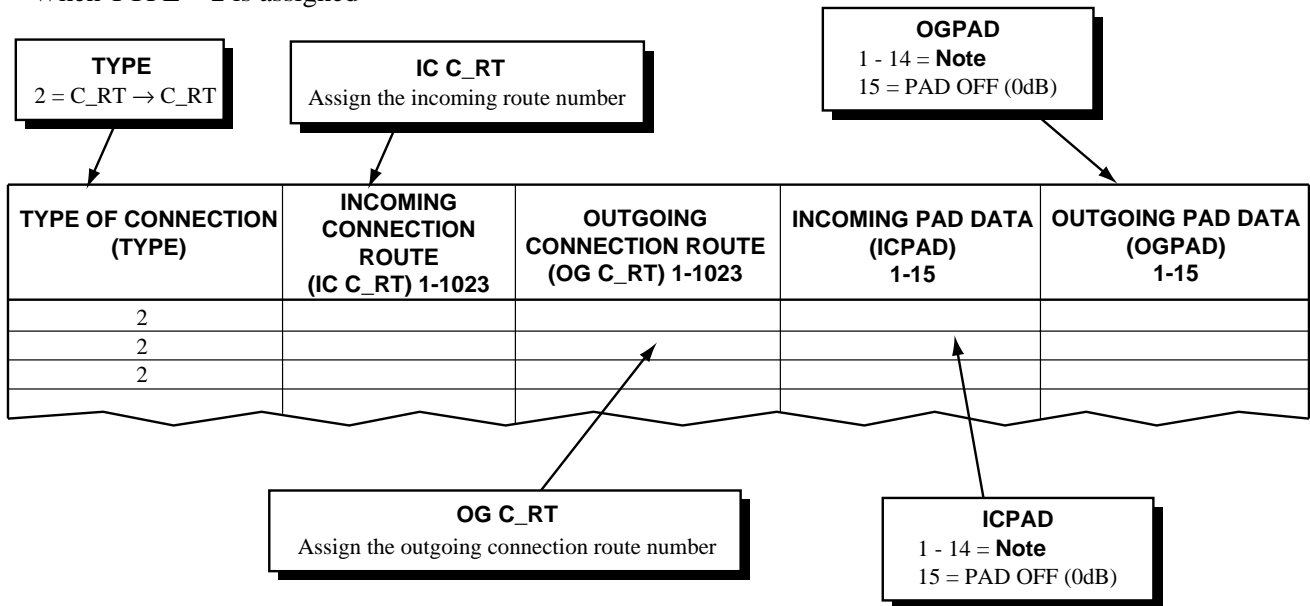 When TYPE = 2 is assigned
TYPE
2 = C_RT → C_RT
IC C_RT
Assign the incoming route number
OGPAD
1 - 14 = Note
15 = PAD OFF (0dB)
TYPE OF CONNECTION
(TYPE)
INCOMING
CONNECTION
ROUTE
(IC C_RT) 1-1023
OUTGOING
CONNECTION ROUTE
(OG C_RT) 1-1023
INCOMING PAD DATA
(ICPAD)
1-15
OUTGOING PAD DATA
(OGPAD)
1-15
2
2
2
OG C_RT
Assign the outgoing connection route number
ICPAD
1 - 14 = Note
15 = PAD OFF (0dB)